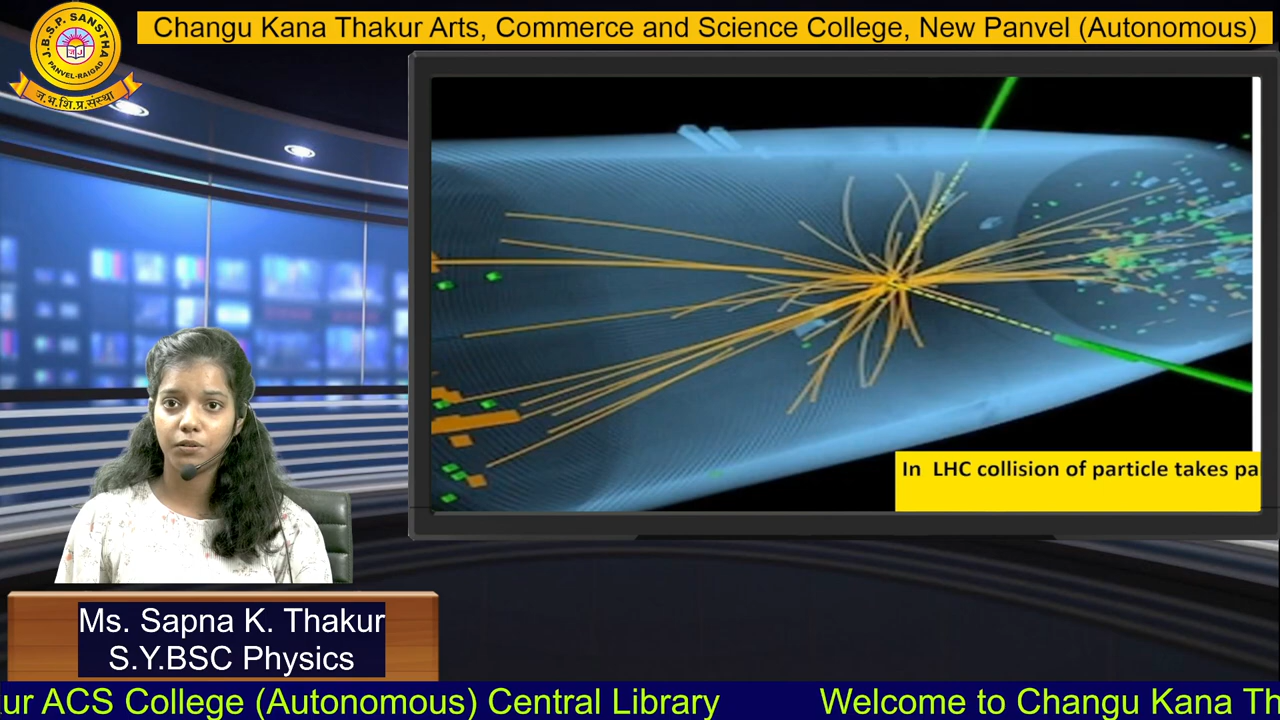 J.B.S.P. SANSTHA
PANVEL-RAIGAD
ज.भ.शि.प्र.संस्था
Changu Kana Thakur Arts, Commerce and Science College, New Panvel (Autonomous)
In LHC collision of particle takes pa
Ms. Sapna K. Thakur
S.Y.BSC Physics
ur ACS College (Autonomous) Central Library
Welcome to Changu Kana Th